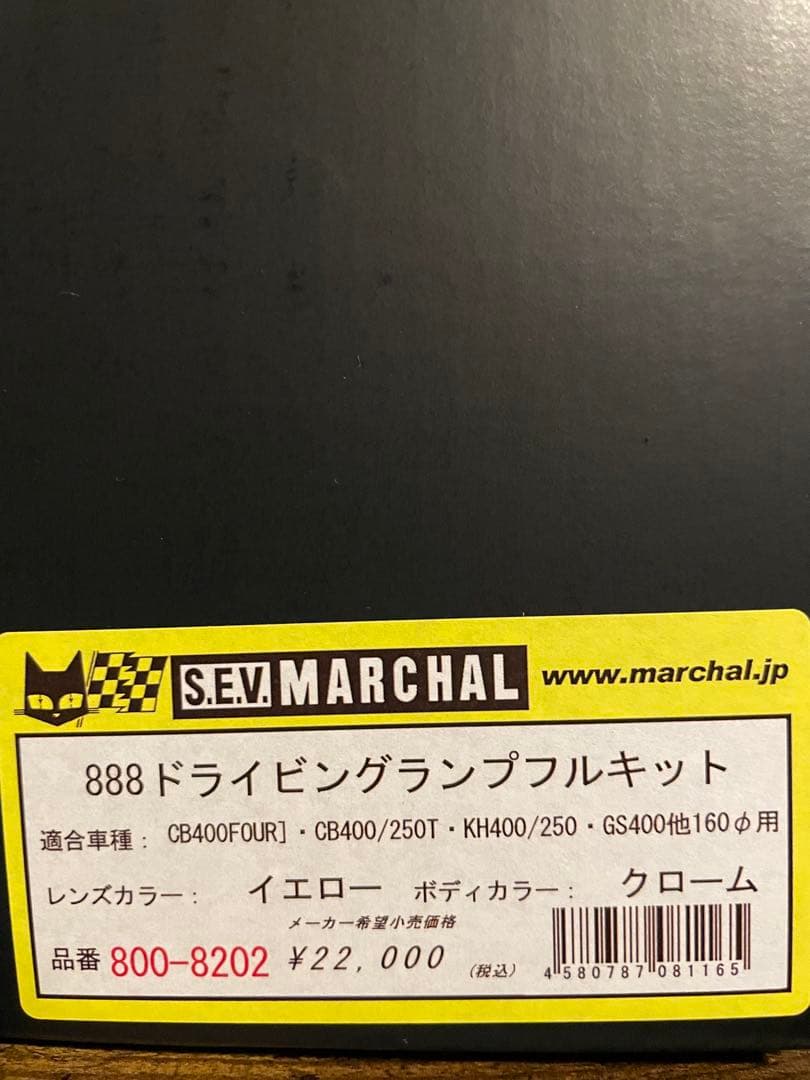 S.E.V. MARCHAL www.marchal.jp
888ドライビングランプフルキット
適合車種： CB400FOUR]・CB400/250T・KH400/250・GS400他160φ用
レンズカラー： イエロー ボディカラー： クローム
メーカー希望小売価格
品番 800-8202 ¥22,000 (税込)
4580787081165